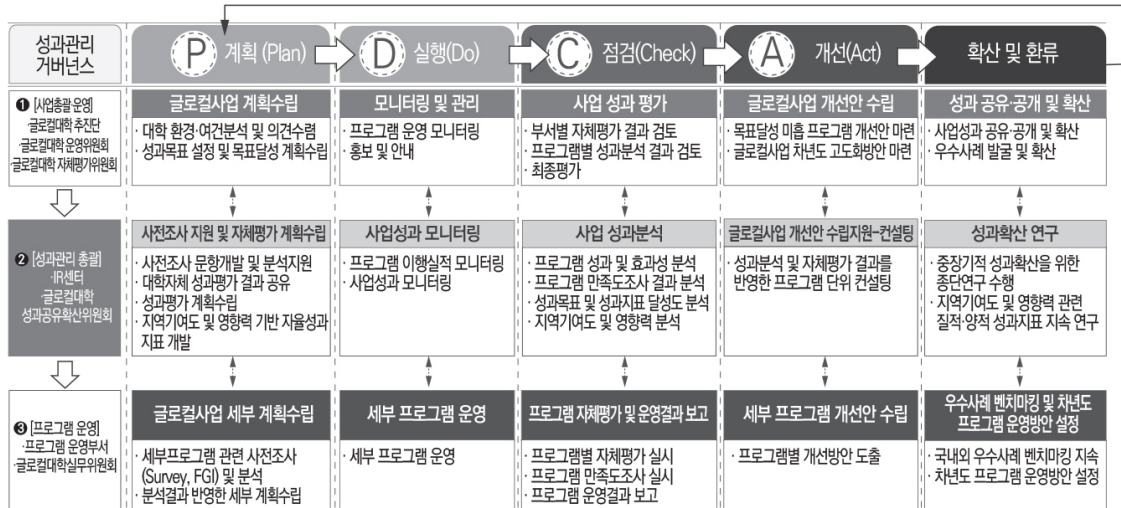 성과관리
거버넌스
P 계획 (Plan)
D 실행(Do)
C 점검(Check)
A 개선(Act)
확산 및 환류
❶ [사업총괄 운영]
·글로컬대학 추진단
·글로컬대학 운영위원회
·글로컬대학 자체평가위원회
글로컬사업 계획수립
· 대학 환경·여건분석 및 의견수렴
· 성과목표 설정 및 목표달성 계획수립
모니터링 및 관리
· 프로그램 운영 모니터링
· 홍보 및 안내
사업 성과 평가
· 부서별 자체평가 결과 검토
· 프로그램별 성과분석 결과 검토
· 최종평가
글로컬사업 개선안 수립
· 목표달성 미흡 프로그램 개선안 마련
· 글로컬사업 차년도 고도화방안 마련
성과 공유·공개 및 확산
· 사업성과 공유·공개 및 확산
· 우수사례 발굴 및 확산
❷ [성과관리 총괄]
·IR센터
·글로컬대학
성과공유확산위원회
사전조사 지원 및 자체평가 계획수립
· 사전조사 문항개발 및 분석지원
· 대학자체 성과평가 결과 공유
· 성과평가 계획수립
· 지역기여도 및 영향력 기반 자율성과
지표 개발
사업성과 모니터링
· 프로그램 이행실적 모니터링
· 사업성과 모니터링
사업 성과분석
· 프로그램 성과 및 효과성 분석
· 프로그램 만족도조사 결과 분석
· 성과목표 및 성과지표 달성도 분석
· 지역기여도 및 영향력 분석
글로컬사업 개선안 수립지원-컨설팅
· 성과분석 및 자체평가 결과를
반영한 프로그램 단위 컨설팅
성과확산 연구
· 중장기적 성과확산을 위한
종단연구 수행
· 지역기여도 및 영향력 관련
질적·양적 성과지표 지속 연구
❸ [프로그램 운영]
·프로그램 운영부서
·글로컬대학실무위원회
글로컬사업 세부 계획수립
· 세부프로그램 관련 사전조사
(Survey, FGI) 및 분석
· 분석결과 반영한 세부 계획수립
세부 프로그램 운영
· 세부 프로그램 운영
프로그램 자체평가 및 운영결과 보고
· 프로그램별 자체평가 실시
· 프로그램 만족도조사 실시
· 프로그램 운영결과 보고
세부 프로그램 개선안 수립
· 프로그램별 개선방안 도출
우수사례 벤치마킹 및 차년도
프로그램 운영방안 설정
· 국내외 우수사례 벤치마킹 지속
· 차년도 프로그램 운영방안 설정